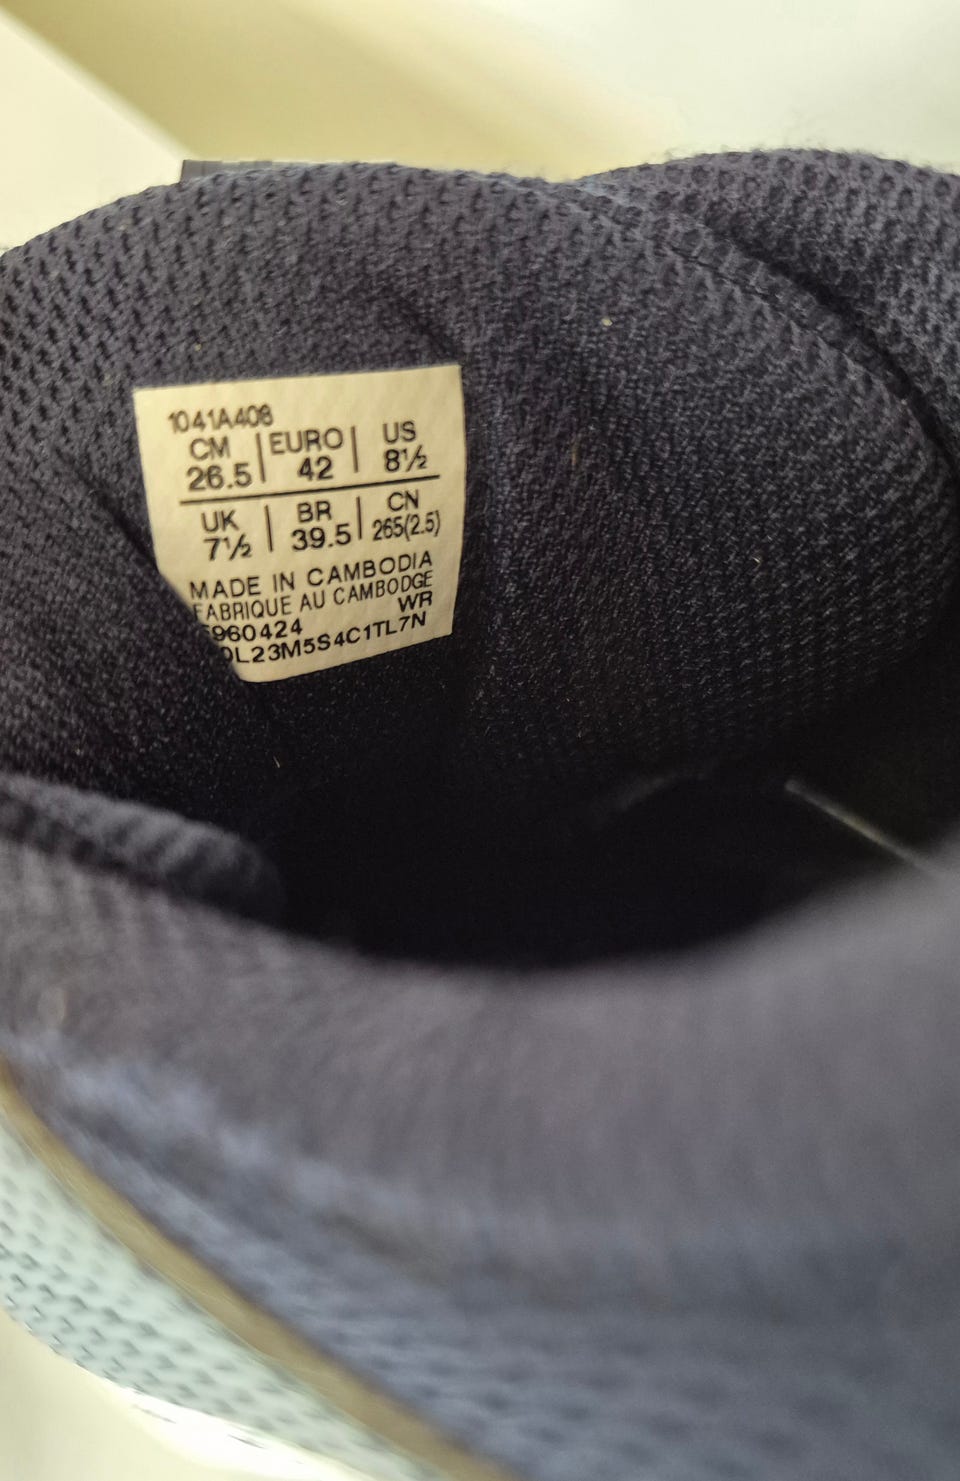 1041A408
CM | EURO | US
26.5 | 42 | 8½
UK | BR | CN
7½ | 39.5 | 265(2.5)
MADE IN CAMBODIA
FABRIQUE AU CAMBODGE
960424 WR
L23M5S4C1TL7N